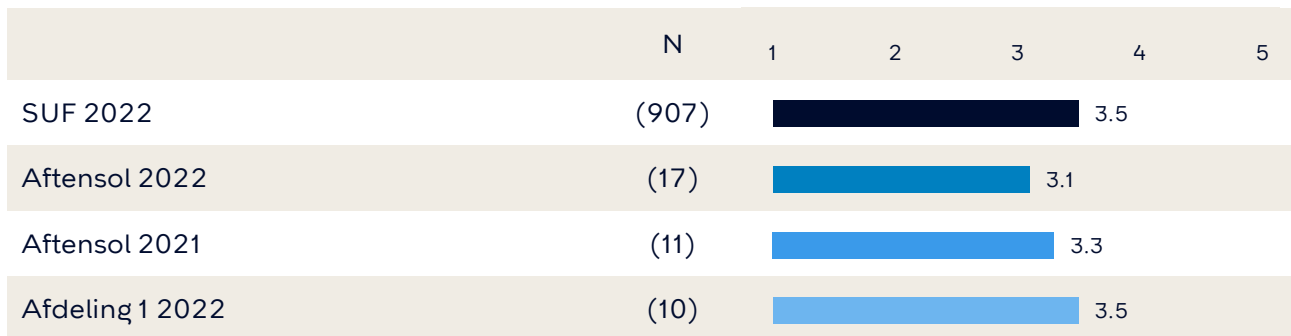 N 1 2 3 4 5
SUF 2022 (907) 3.5
Aftensol 2022 (17) 3.1
Aftensol 2021 (11) 3.3
Afdeling 1 2022 (10) 3.5